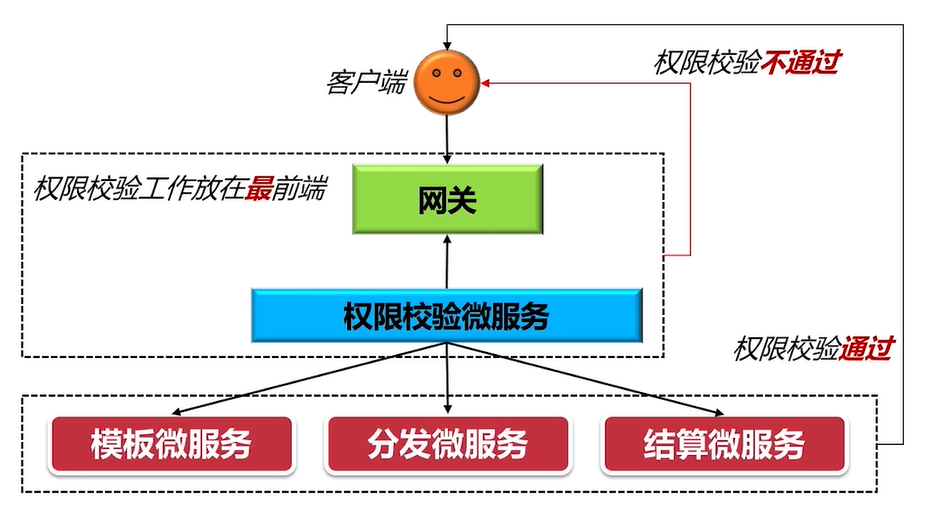 权限校验不通过
客户端
权限校验工作放在最前端
网关
权限校验微服务
权限校验通过
模板微服务
分发微服务
结算微服务